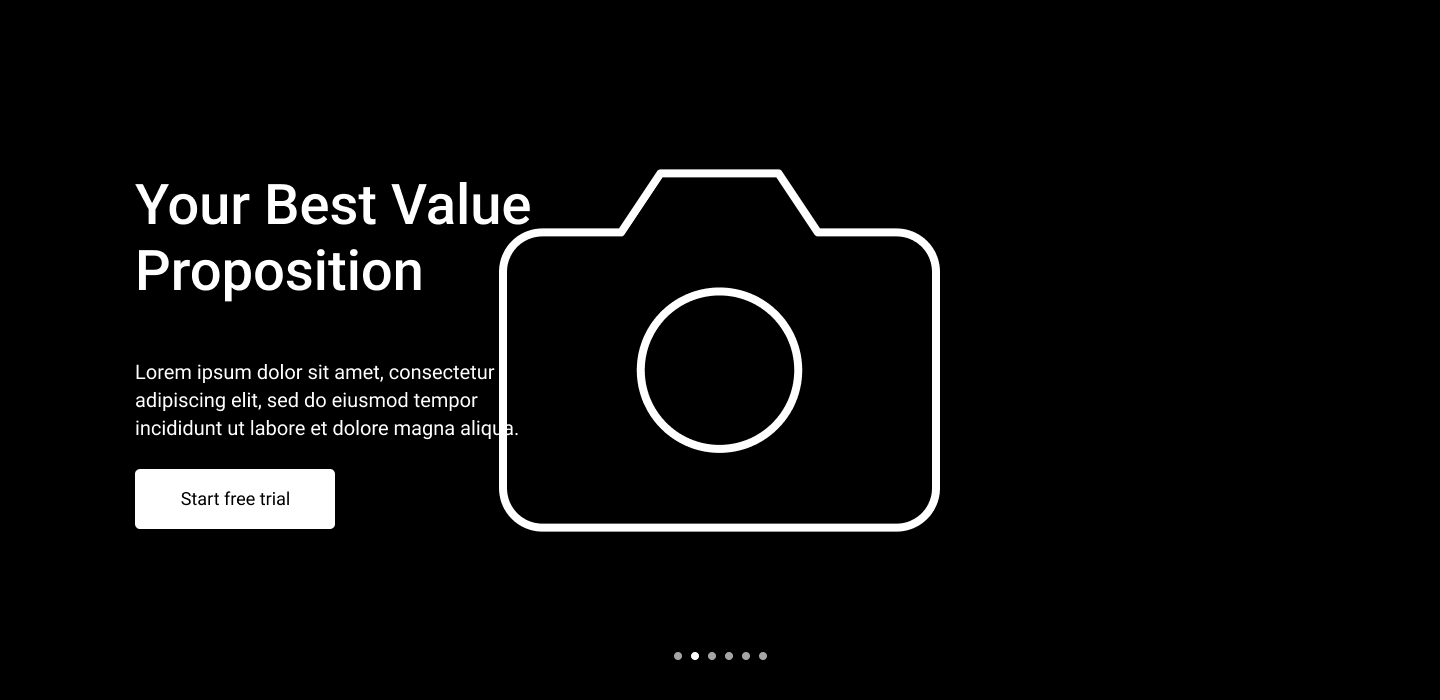 Your Best Value
Proposition
Lorem ipsum dolor sit amet, consectetur
adipiscing elit, sed do eiusmod tempor
incididunt ut labore et dolore magna aliqua.
Start free trial